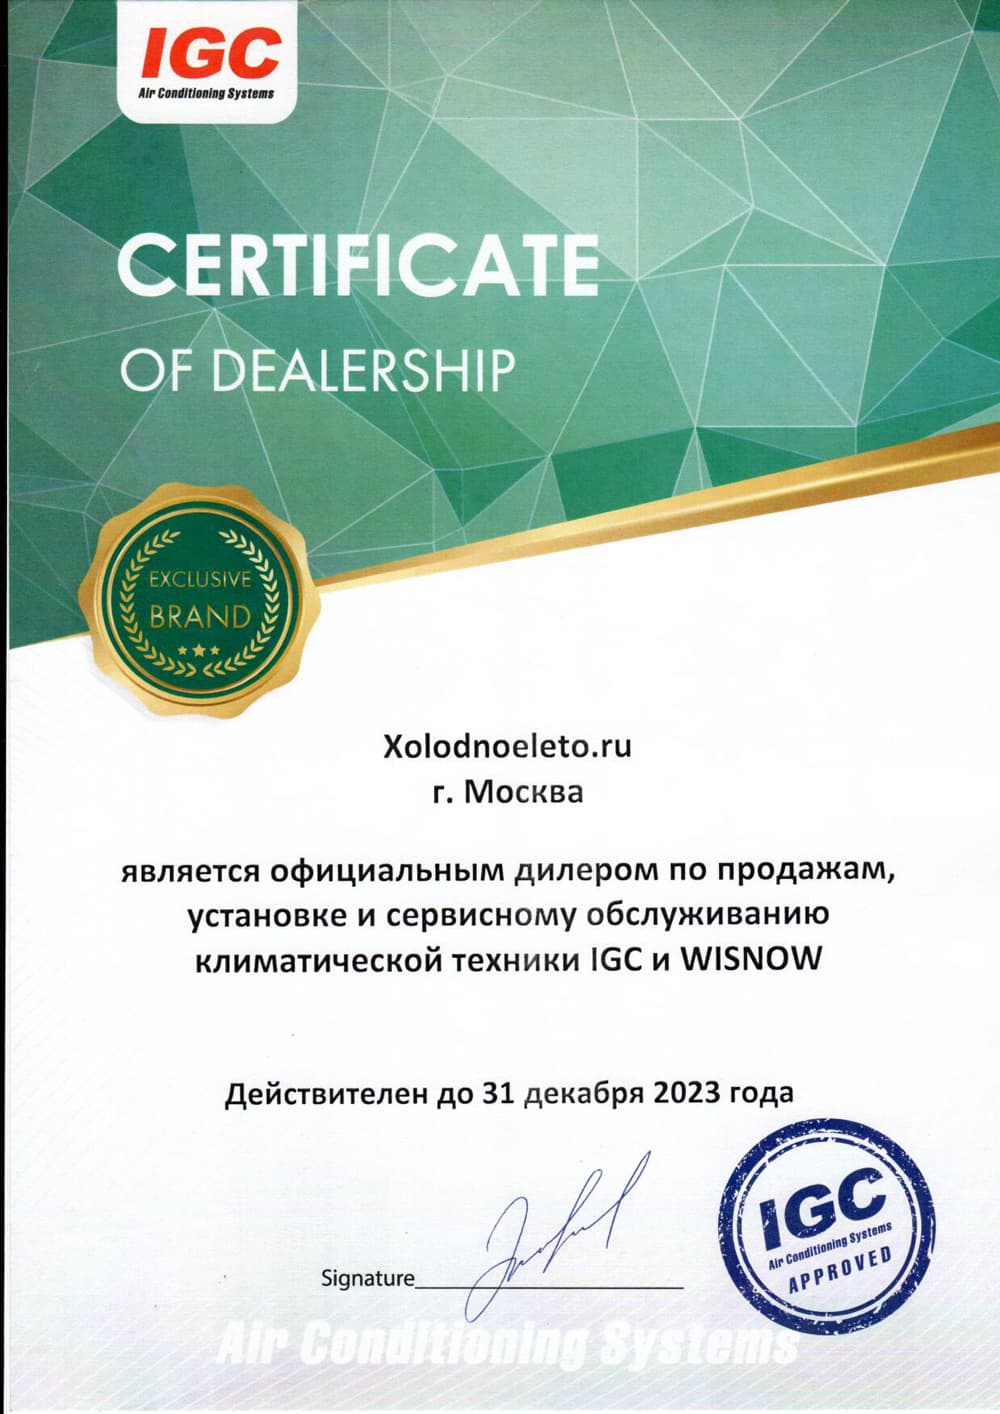 IGC
Air Conditioning Systems
CERTIFICATE
OF DEALERSHIP
EXCLUSIVE
BRAND
Xolodnoeleto.ru
г. Москва
является официальным дилером по продажам,
установке и сервисному обслуживанию
климатической техники IGC и WISNOW
Действителен до 31 декабря 2023 года
IGC
Air Conditioning Systems
APPROVED
Signature
Air Conditioning Systems